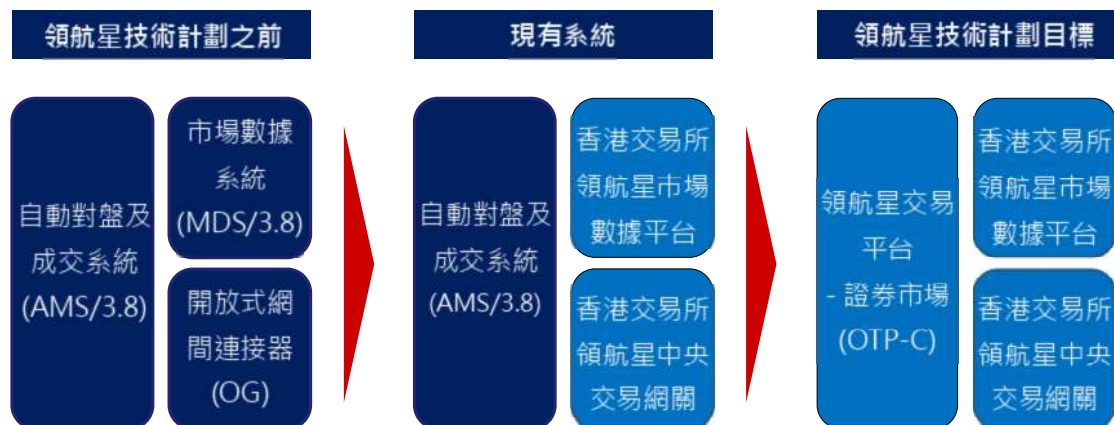 領航星技術計劃之前
自動對盤及
成交系統
(AMS/3.8)
市場數據
系統
(MDS/3.8)
開放式網
間連接器
(OG)
現有系統
自動對盤及
成交系統
(AMS/3.8)
香港交易所
領航星市場
數據平台
香港交易所
領航星中央
交易網關
領航星技術計劃目標
領航星交易
平台
- 證券市場
(OTP-C)
香港交易所
領航星市場
數據平台
香港交易所
領航星中央
交易網關